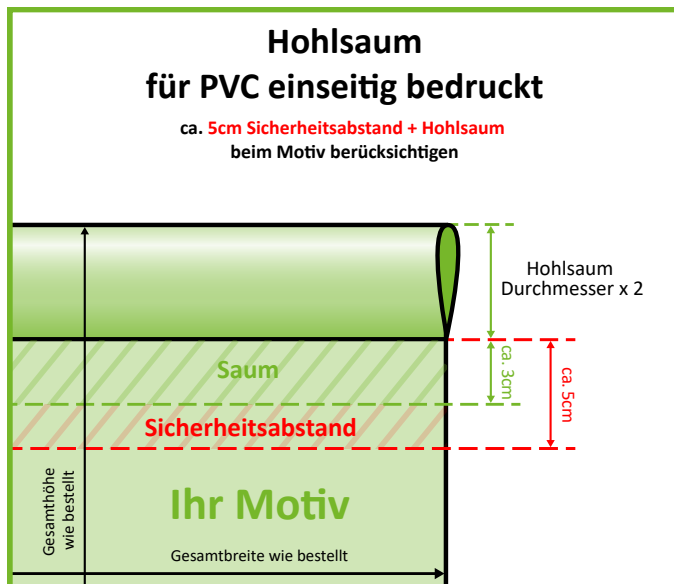 Hohlsaum
für PVC einseitig bedruckt
ca. 5cm Sicherheitsabstand + Hohlsaum
beim Motiv berücksichtigen
Hohlsaum
Durchmesser x 2
ca. 3cm
ca. 5cm
Saum
Sicherheitsabstand
Ihr Motiv
Gesamthöhe
wie bestellt
Gesamtbreite wie bestellt